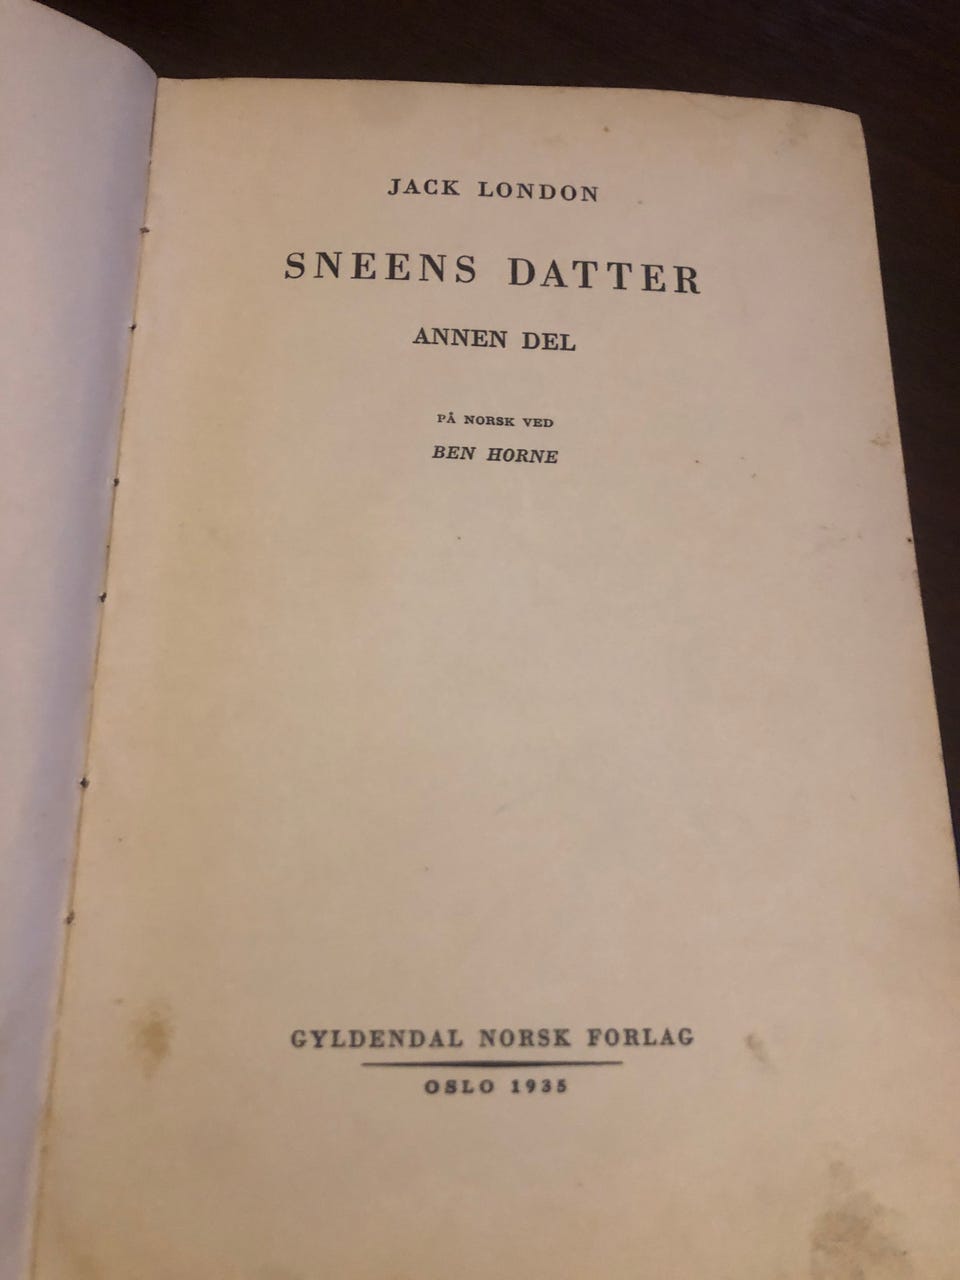 JACK LONDON
SNEENS DATTER
ANNEN DEL
PÅ NORSK VED
BEN HORNE
GYLDENDAL NORSK FORLAG
OSLO 1935